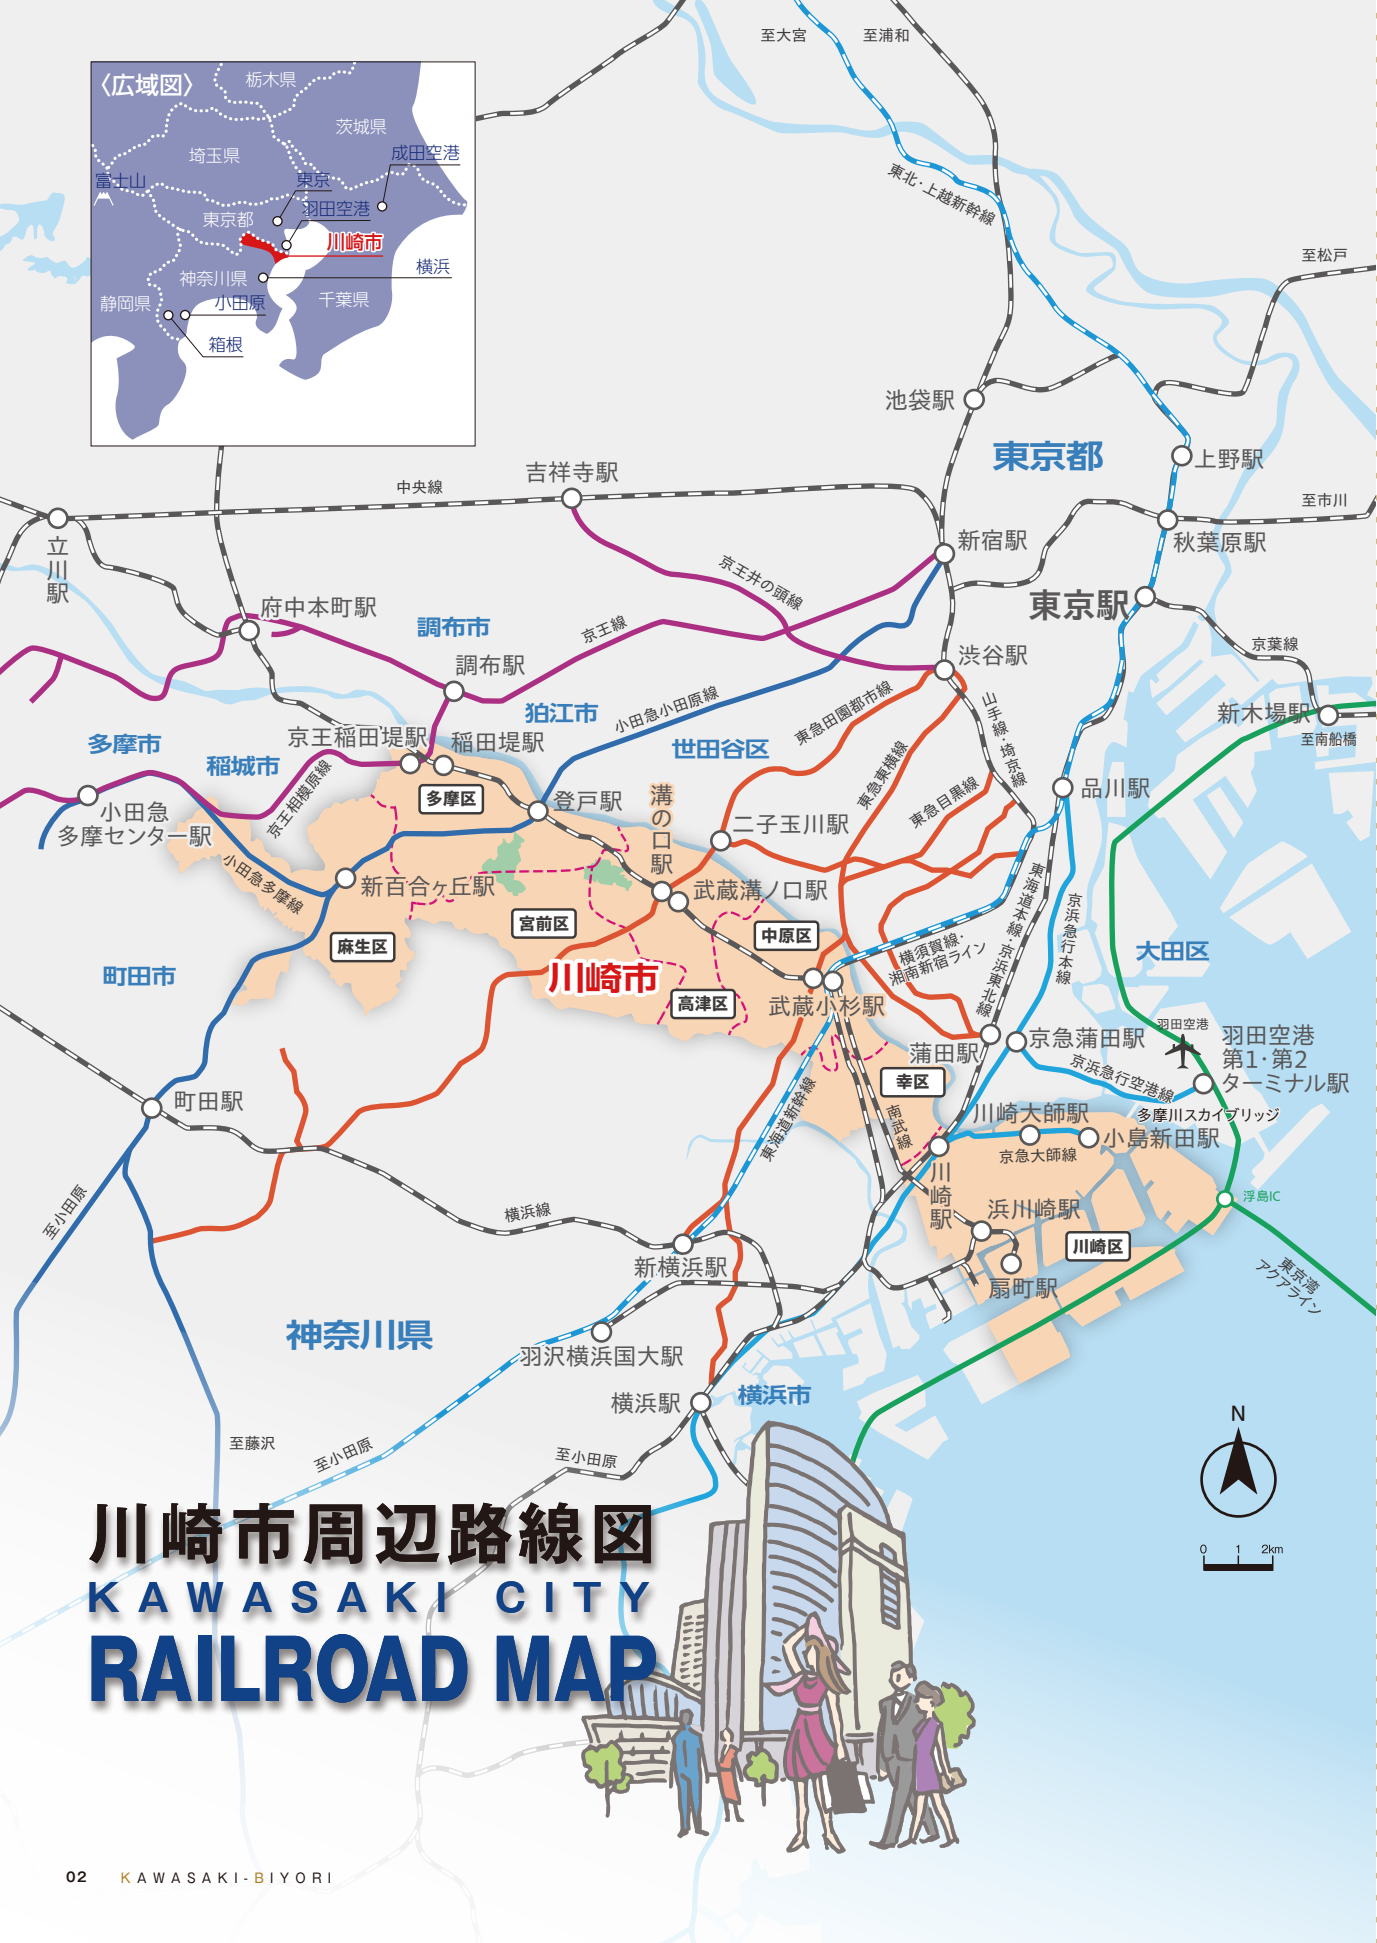 至大宮
至浦和
〈広域図〉
栃木県
茨城県
埼玉県
成田空港
富士山
東京
東京都
羽田空港
川崎市
神奈川県
横浜
静岡県
小田原
千葉県
箱根
東北・上越新幹線
至松戸
池袋駅
東京都
上野駅
吉祥寺駅
中央線
至市川
立川駅
新宿駅
秋葉原駅
京王井の頭線
府中本町駅
東京駅
調布市
京王線
京葉線
調布駅
渋谷駅
小田急小田原線
東急田園都市線
山手線・埼京線
新木場駅
至南船橋
狛江市
多摩市
稲城市
京王稲田堤駅
稲田堤駅
世田谷区
東急東横線
京王相模原線
多摩区
登戸駅
溝の口駅
東急目黒線
品川駅
小田急
多摩センター駅
二子玉川駅
小田急多摩線
新百合ヶ丘駅
武蔵溝ノ口駅
東海道本線・京浜東北線
京浜急行本線
宮前区
中原区
麻生区
横須賀線・
湘南新宿ライン
大田区
町田市
川崎市
高津区
武蔵小杉駅
羽田空港
羽田空港
第1・第2
ターミナル駅
蒲田駅
京急蒲田駅
京浜急行空港線
幸区
町田駅
東海道新幹線
南武線
川崎大師駅
多摩川スカイブリッジ
小島新田駅
京急大師線
川崎駅
浮島IC
至小田原
横浜線
浜川崎駅
川崎区
新横浜駅
扇町駅
東京湾
アクアライン
神奈川県
羽沢横浜国大駅
横浜駅
横浜市
至藤沢
至小田原
至小田原
N
0 1 2km
川崎市周辺路線図
KAWASAKI CITY
RAILROAD MAP
02 KAWASAKI-BIYORI